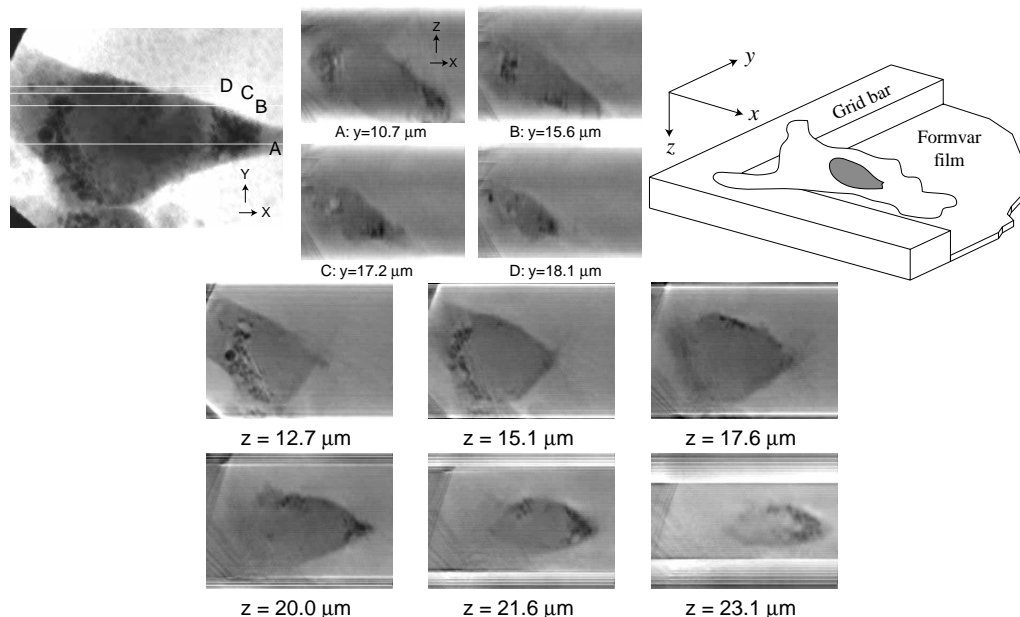 D
C
B
A
Y
X
Z
X
A: y=10.7 μm
B: y=15.6 μm
C: y=17.2 μm
D: y=18.1 μm
y
x
z
Grid bar
Formvar
film
z = 12.7 μm
z = 15.1 μm
z = 17.6 μm
z = 20.0 μm
z = 21.6 μm
z = 23.1 μm